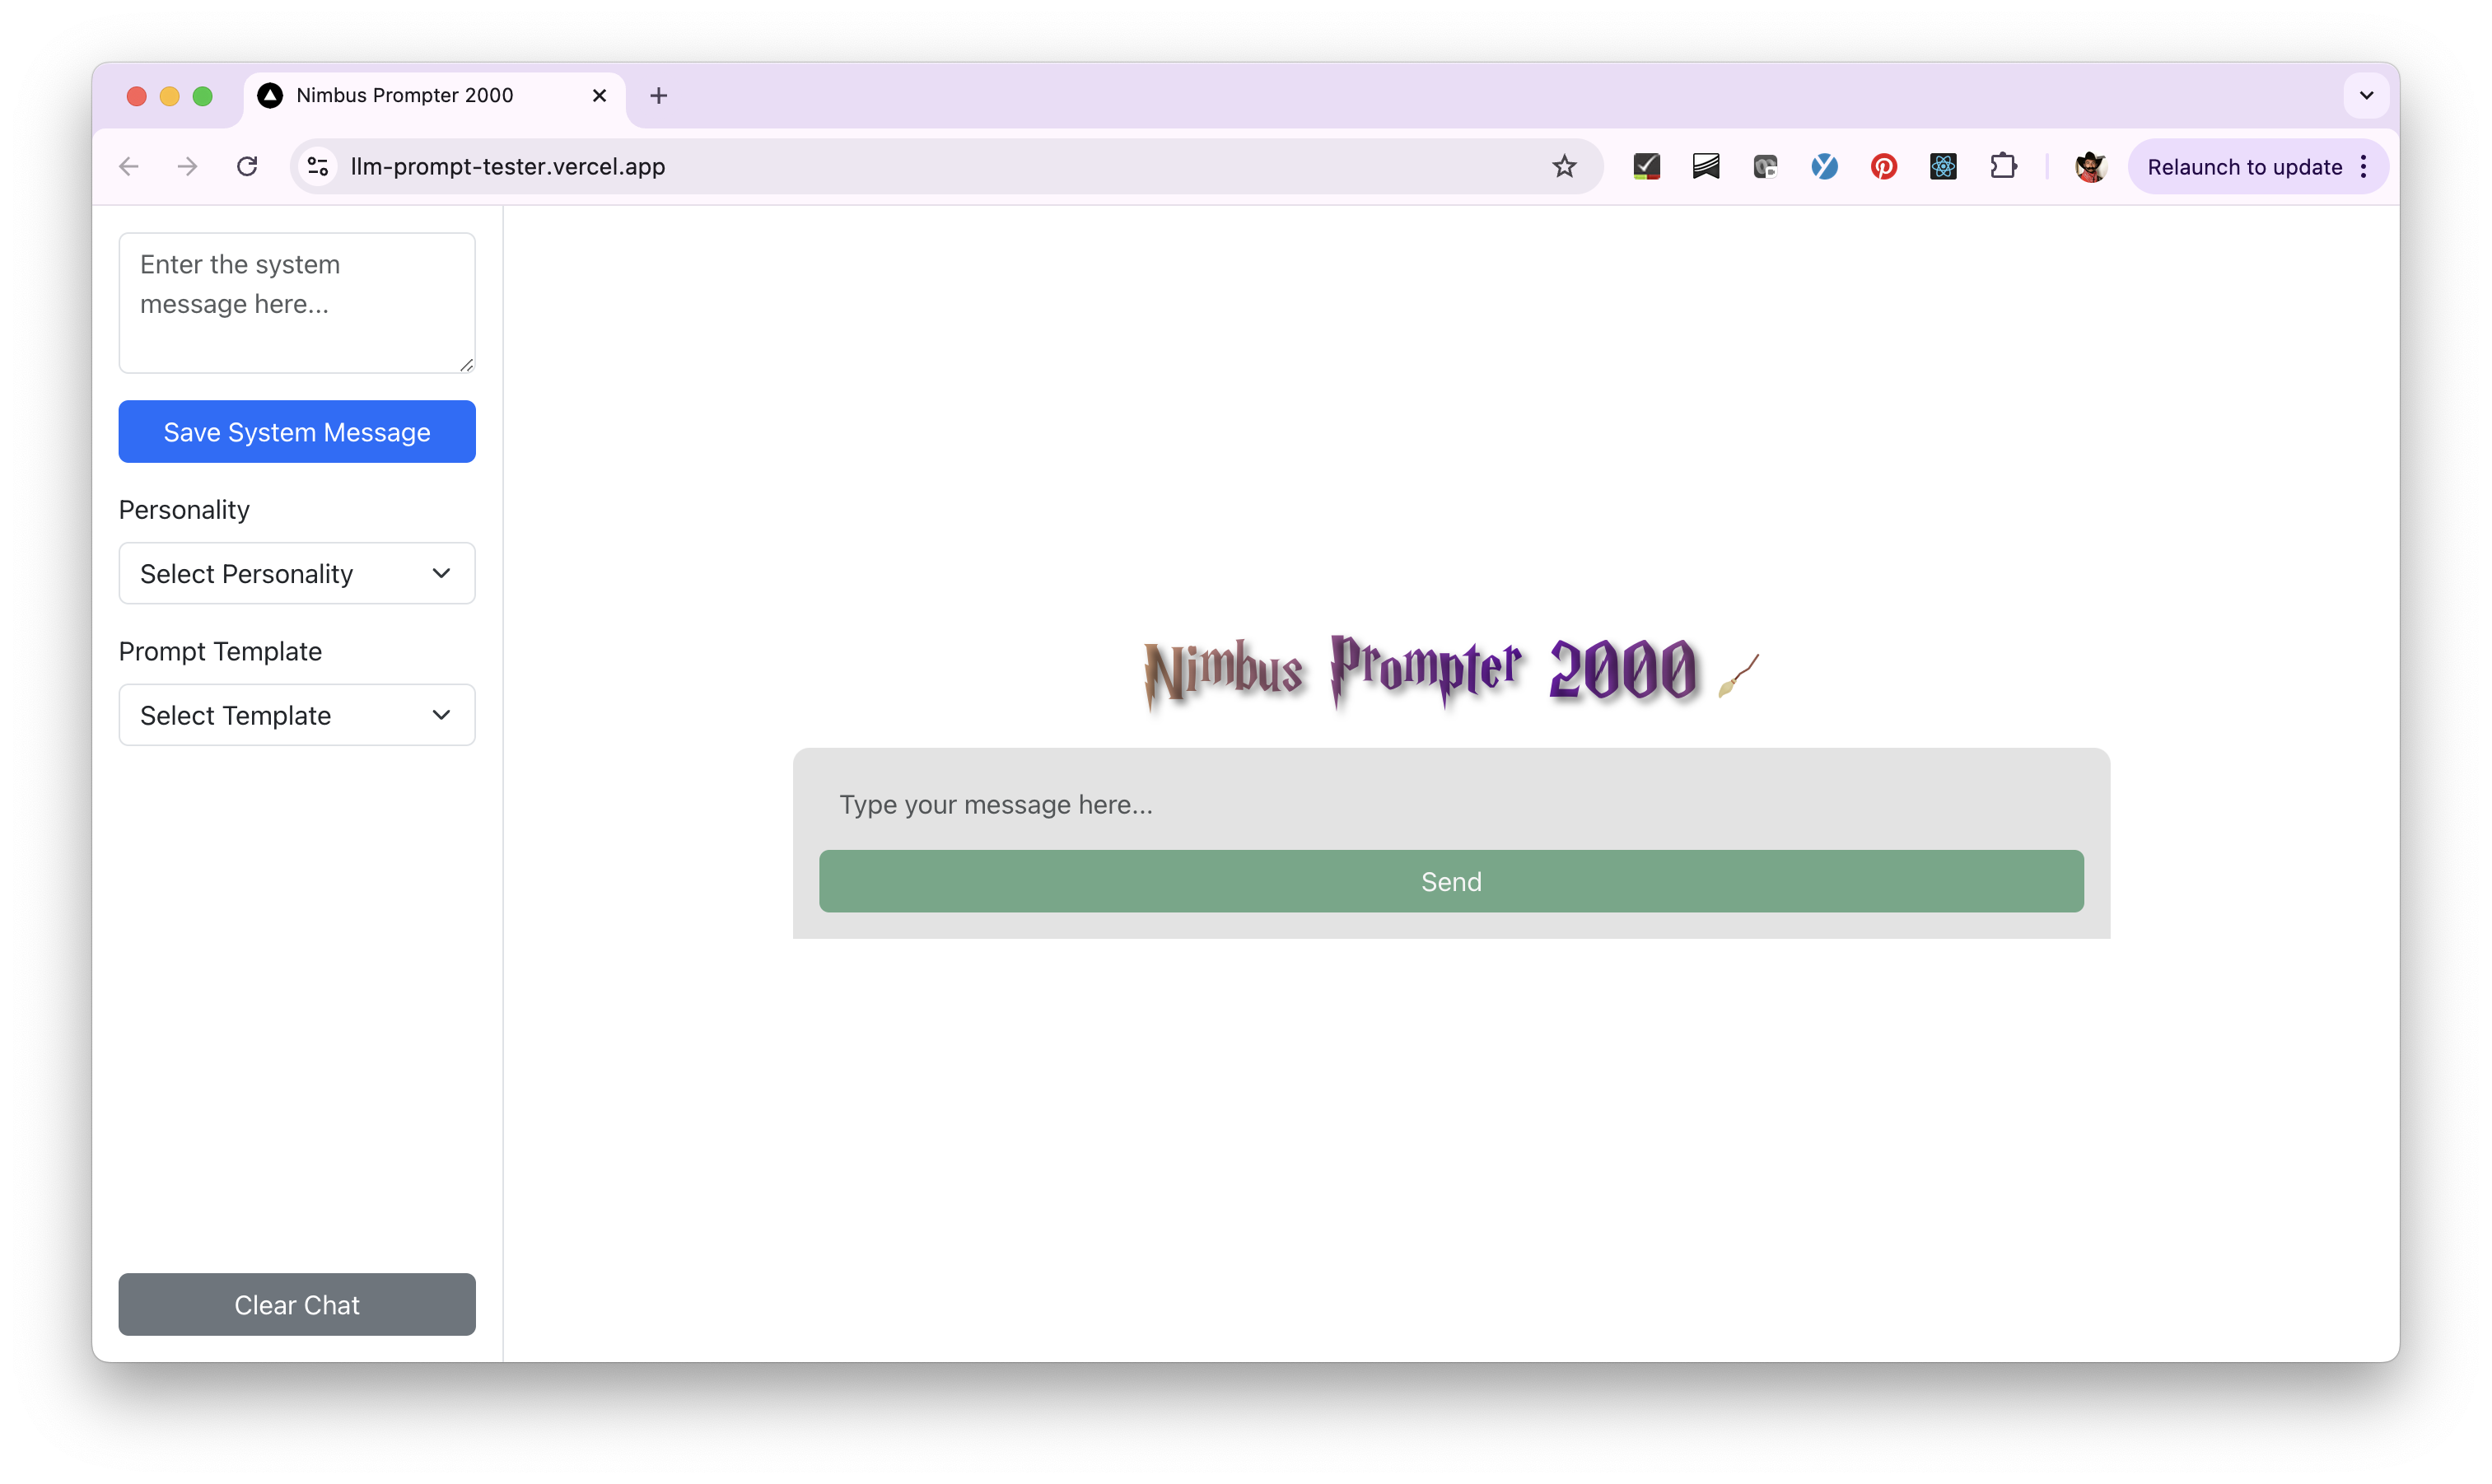 Nimbus Prompter 2000
llm-prompt-tester.vercel.app
Relaunch to update
Enter the system
message here...
Save System Message
Personality
Select Personality
Prompt Template
Select Template
Clear Chat
Nimbus Prompter 2000
Type your message here...
Send